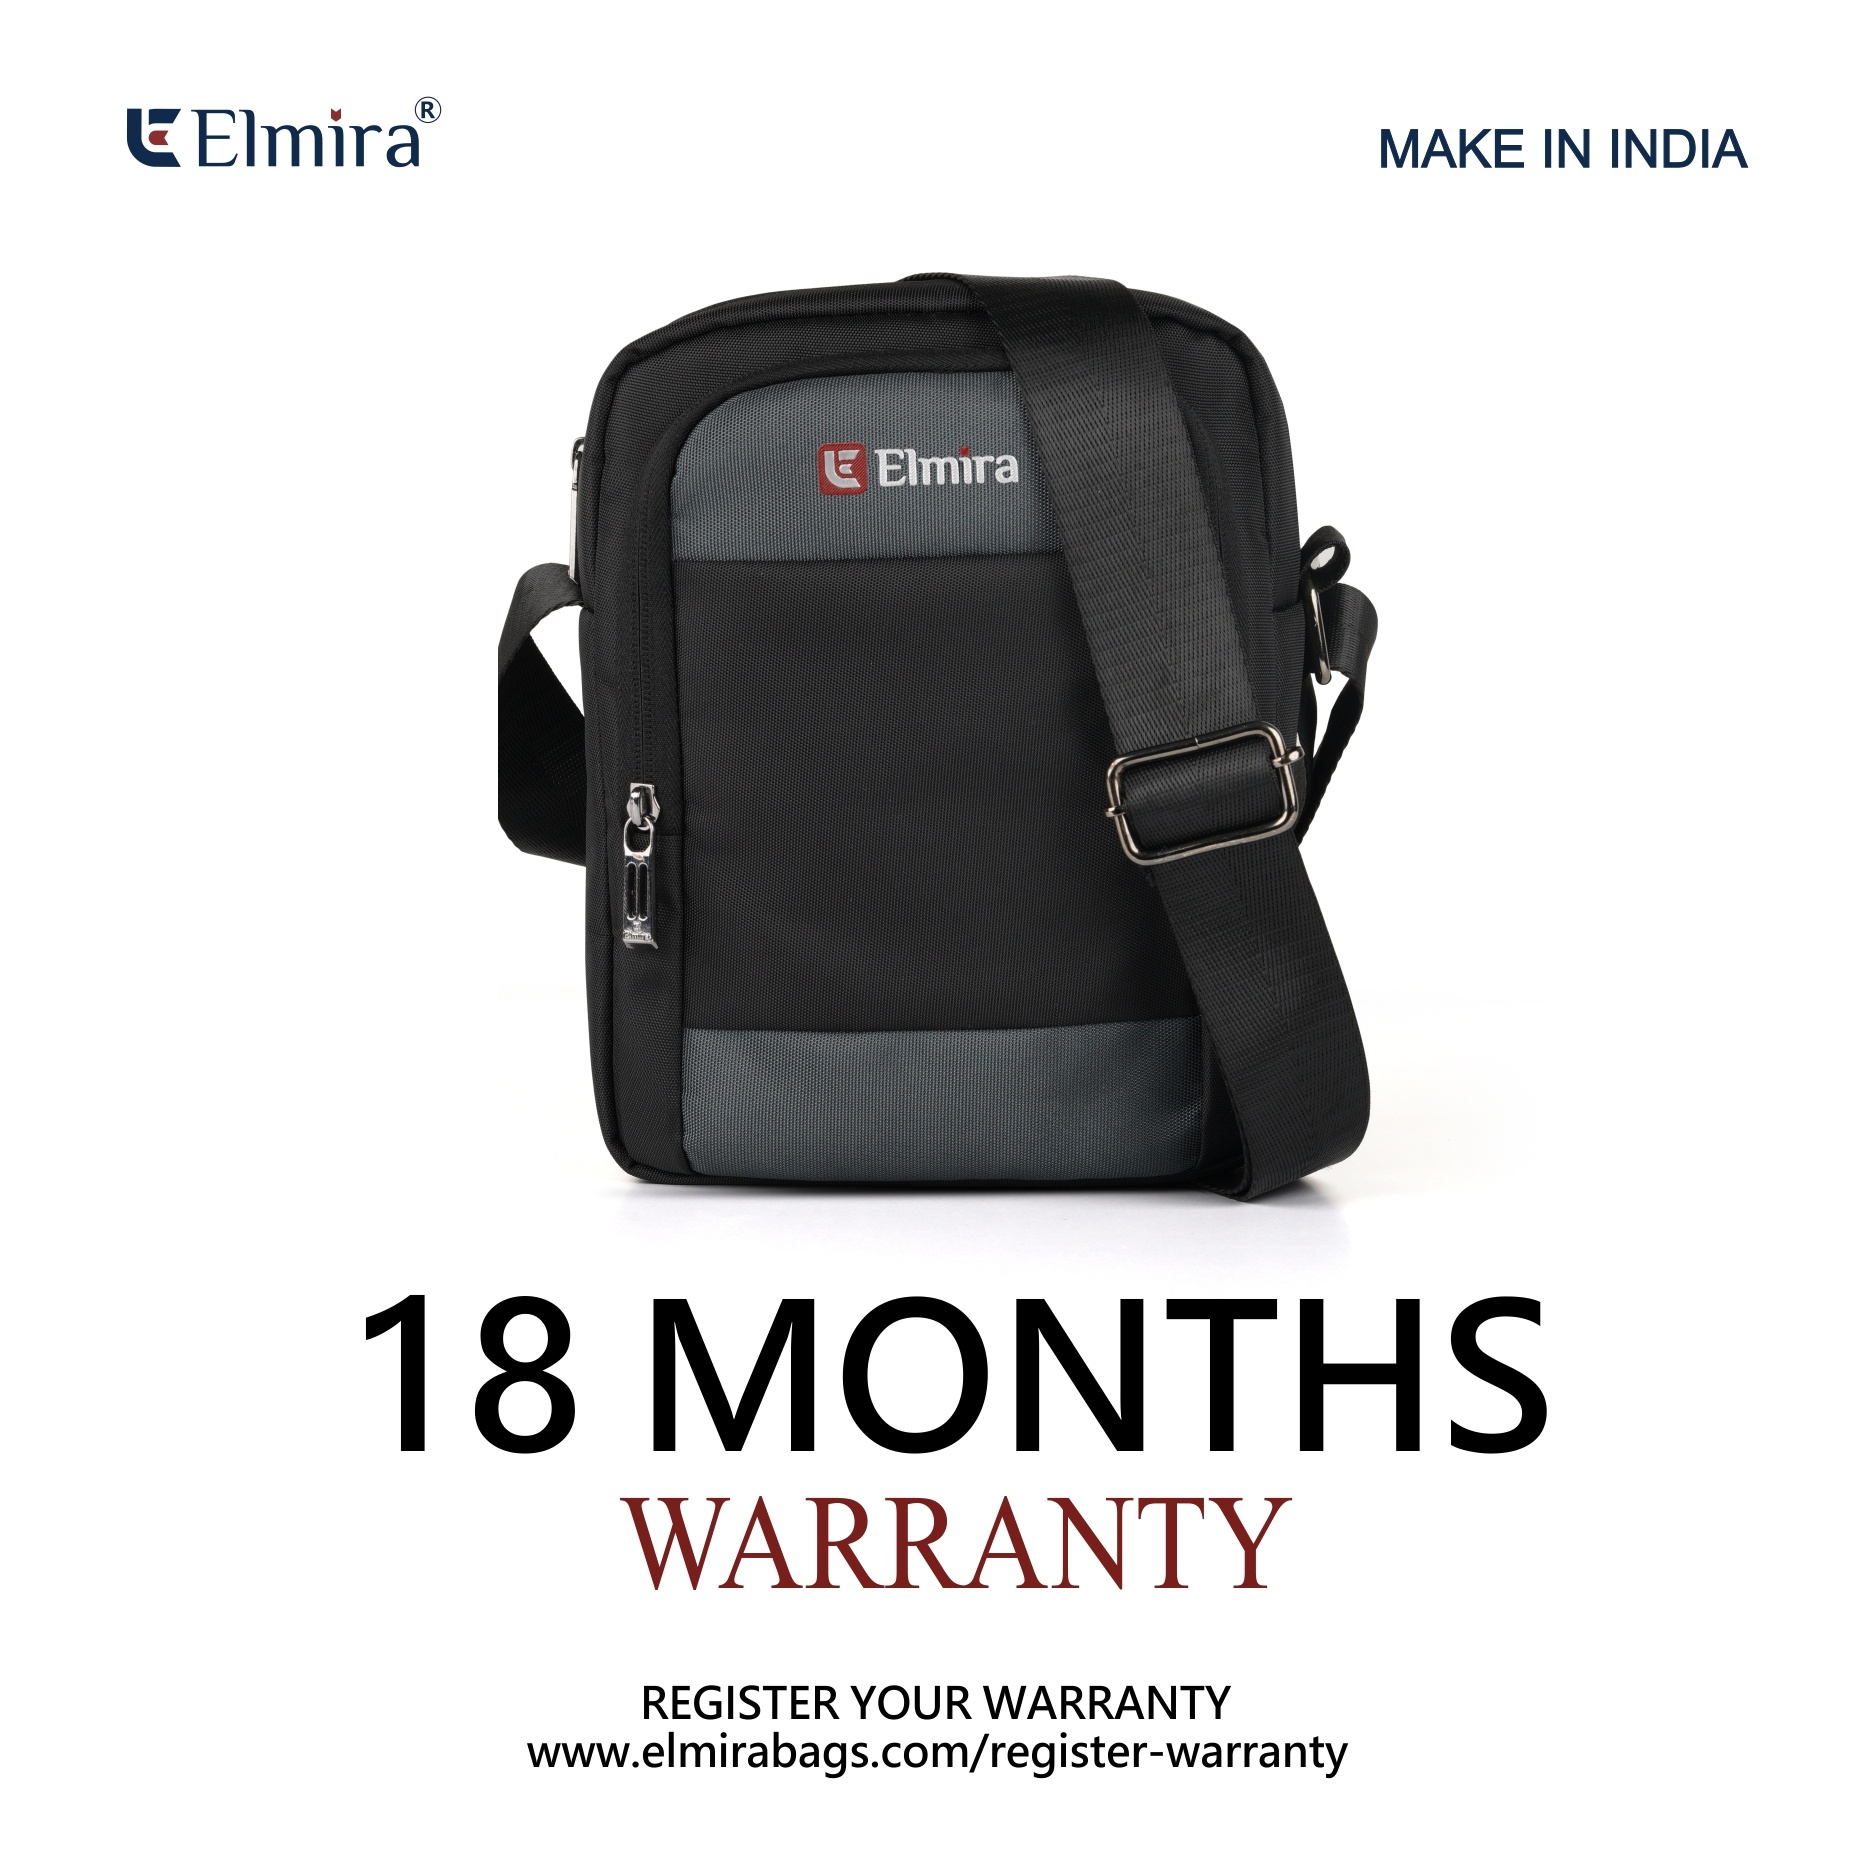 Elmira®
MAKE IN INDIA
Elmira
18 MONTHS
WARRANTY
REGISTER YOUR WARRANTY
www.elmirabags.com/register-warranty